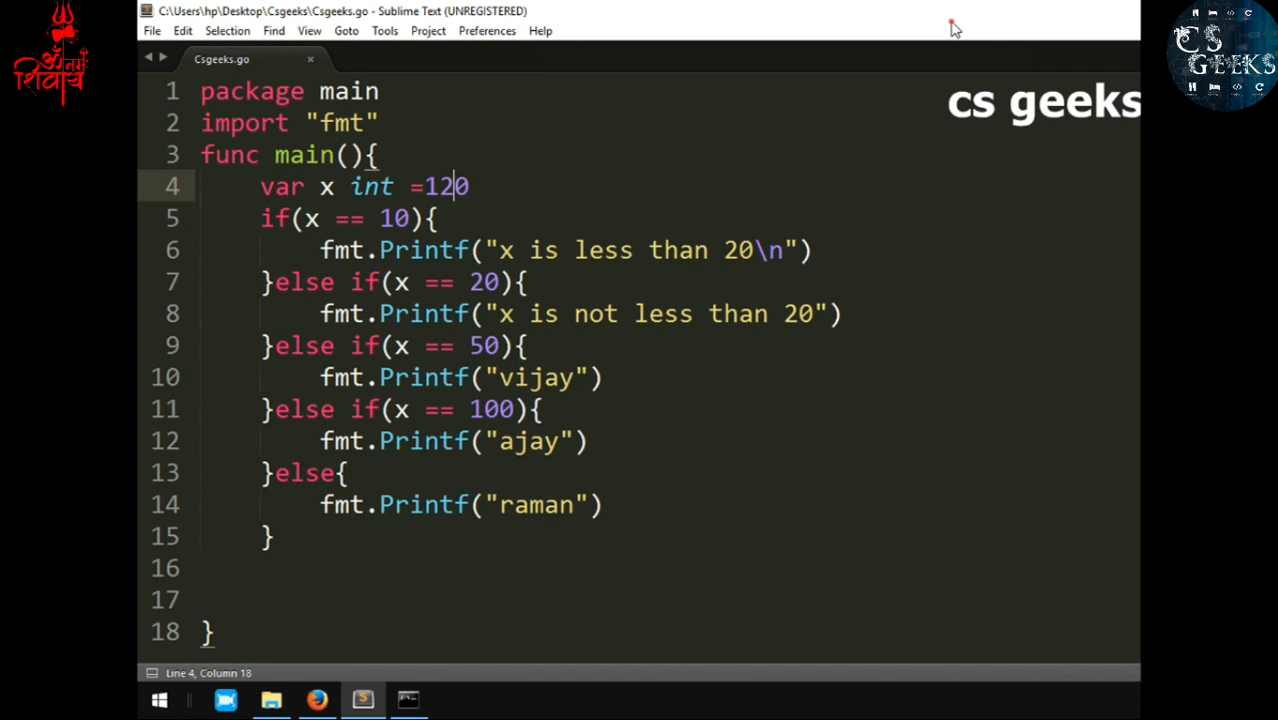 C:\Users\hp\Desktop\Csgeeks\Csgeeks.go - Sublime Text (UNREGISTERED)
File Edit Selection Find View Goto Tools Project Preferences Help
Csgeeks.go ×
1 package main
2 import "fmt"
3 func main(){
4 var x int =120
5 if(x == 10){
6 fmt.Printf("x is less than 20\n")
7 }else if(x == 20){
8 fmt.Printf("x is not less than 20")
9 }else if(x == 50){
10 fmt.Printf("vijay")
11 }else if(x == 100){
12 fmt.Printf("ajay")
13 }else{
14 fmt.Printf("raman")
15 }
16
17
18 }
Line 4, Column 18
cs geeks
CS
GEEKS
ॐ नमः
शिवाय